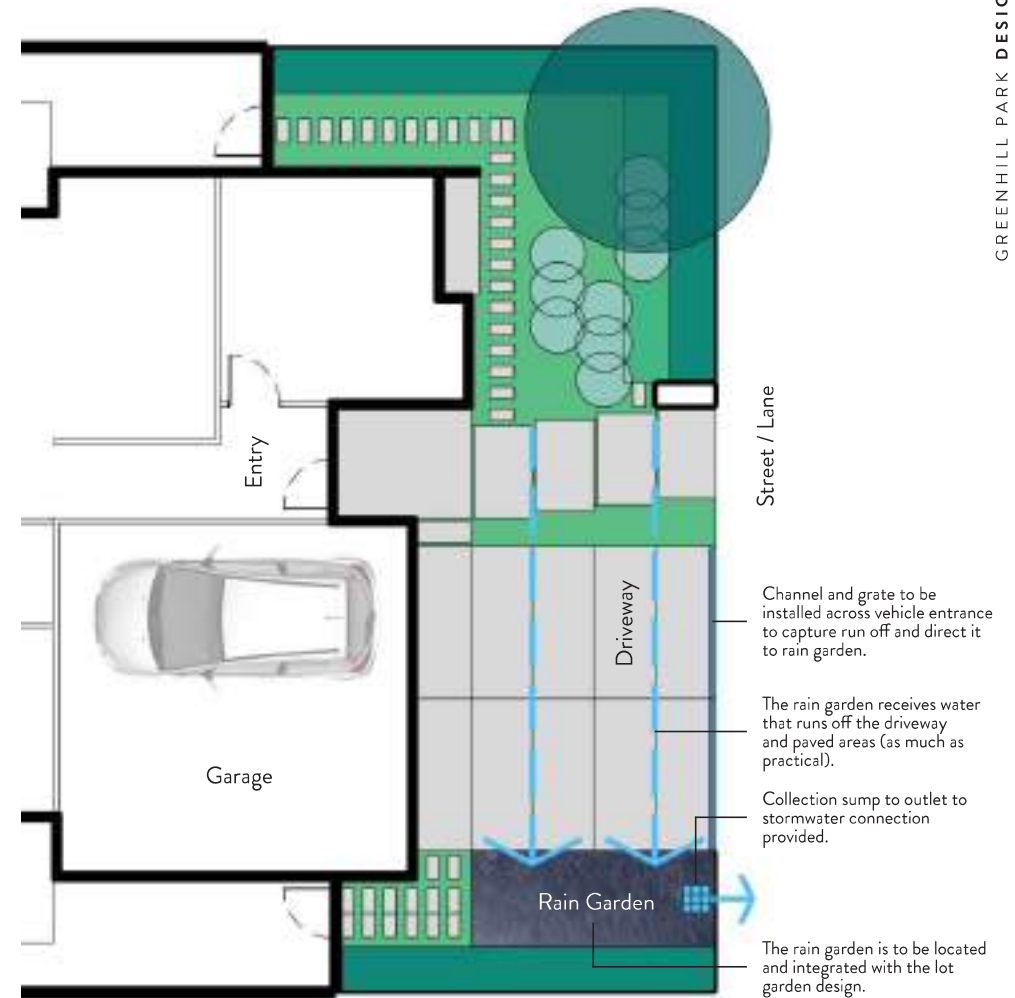 GREENHILL PARK DESIG
Entry
Street / Lane
Driveway
Garage
Rain Garden
Channel and grate to be
installed across vehicle entrance
to capture run off and direct it
to rain garden.
The rain garden receives water
that runs off the driveway
and paved areas (as much as
practical).
Collection sump to outlet to
stormwater connection
provided.
The rain garden is to be located
and integrated with the lot
garden design.